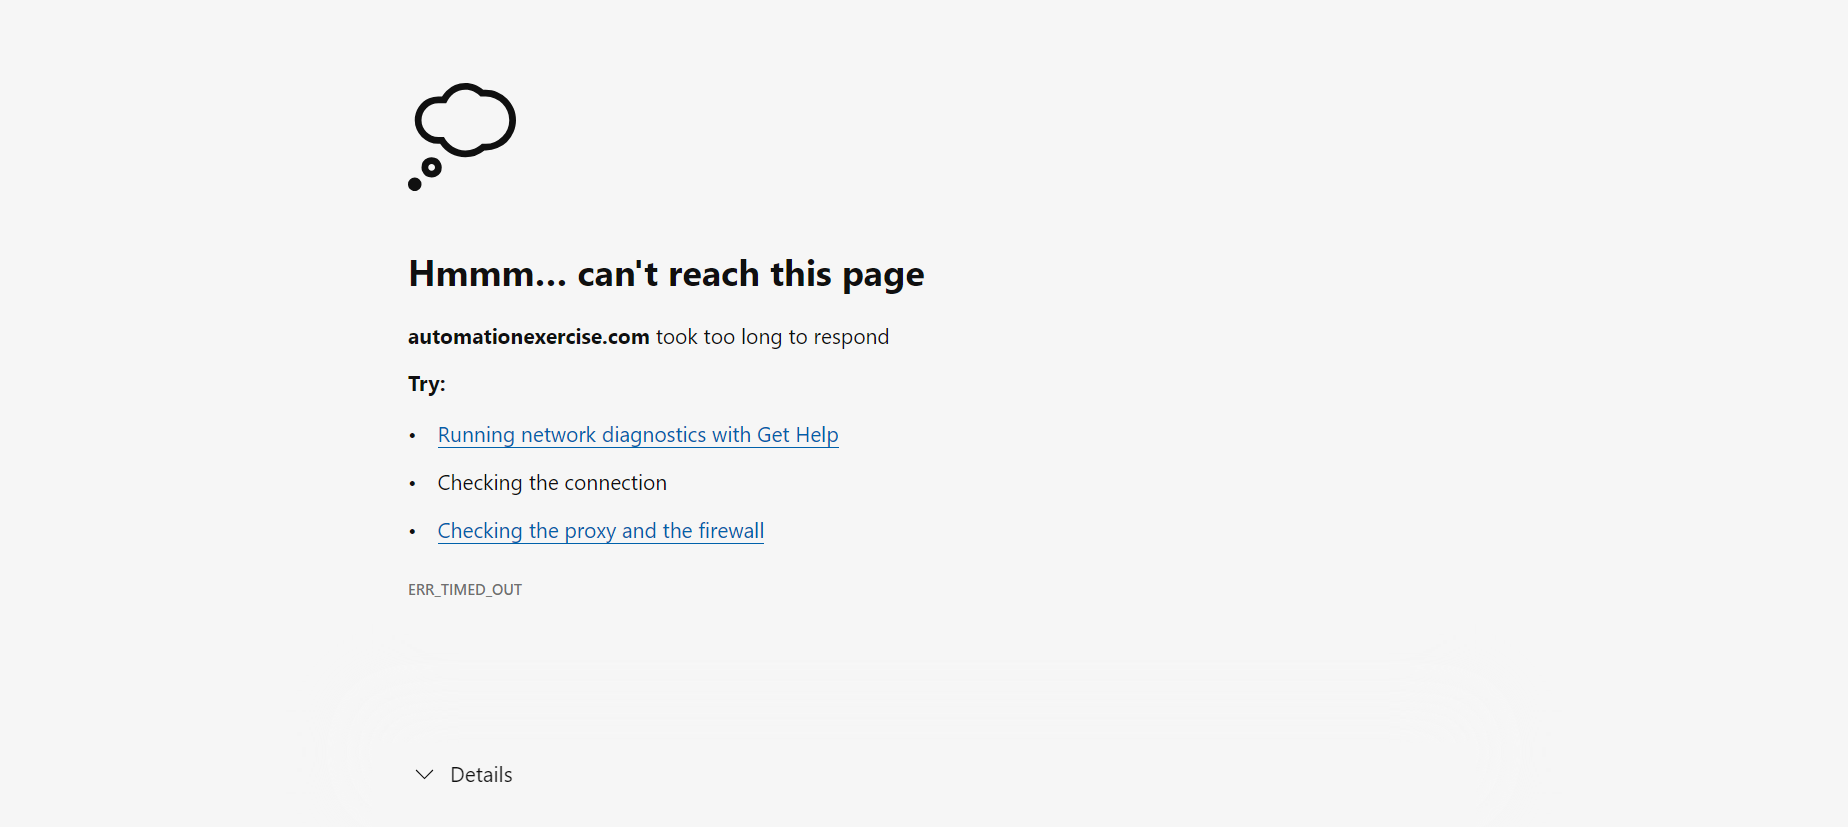 Hmmm… can't reach this page
automationexercise.com took too long to respond
Try:
• Running network diagnostics with Get Help
• Checking the connection
• Checking the proxy and the firewall
ERR_TIMED_OUT
Details